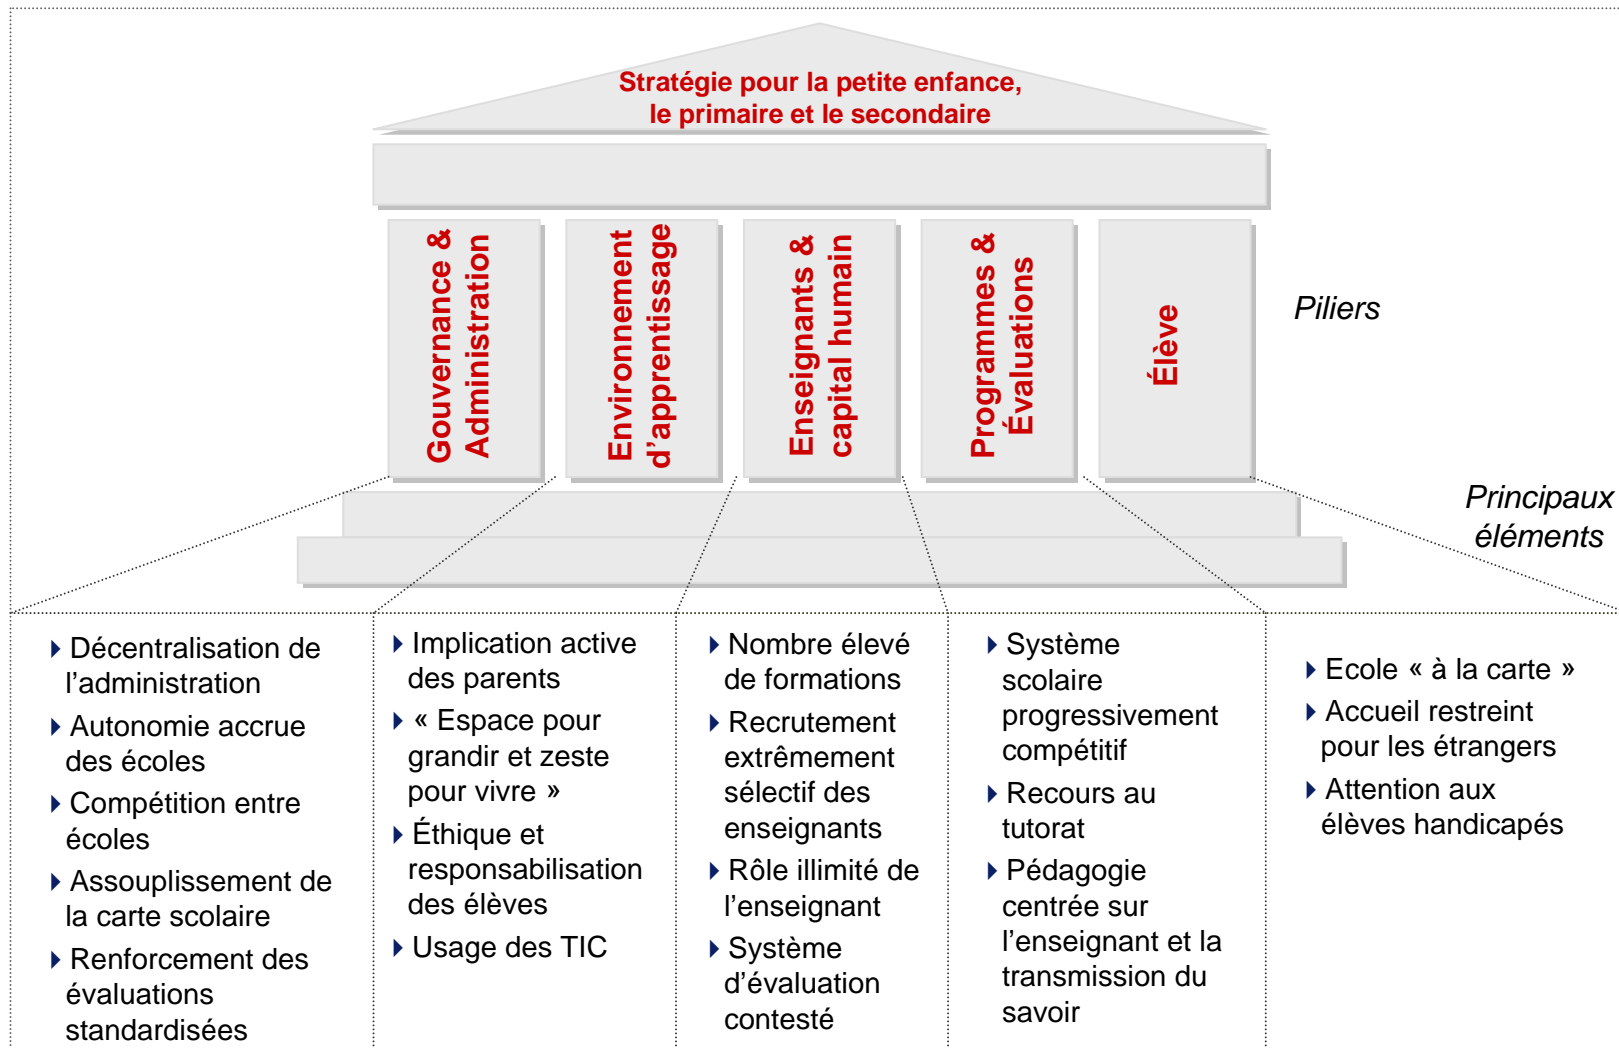 Stratégie pour la petite enfance,
le primaire et le secondaire
Gouvernance &
Administration
Environnement
d’apprentissage
Enseignants &
capital humain
Programmes &
Évaluations
Élève
Piliers
Principaux
éléments
Décentralisation de
l’administration
Autonomie accrue
des écoles
Compétition entre
écoles
Assouplissement de
la carte scolaire
Renforcement des
évaluations
standardisées
Implication active
des parents
« Espace pour
grandir et zeste
pour vivre »
Éthique et
responsabilisation
des élèves
Usage des TIC
Nombre élevé
de formations
Recrutement
extrêmement
sélectif des
enseignants
Rôle illimité de
l’enseignant
Système
d’évaluation
contesté
Système
scolaire
progressivement
compétitif
Recours au
tutorat
Pédagogie
centrée sur
l’enseignant et la
transmission du
savoir
Ecole « à la carte »
Accueil restreint
pour les étrangers
Attention aux
élèves handicapés